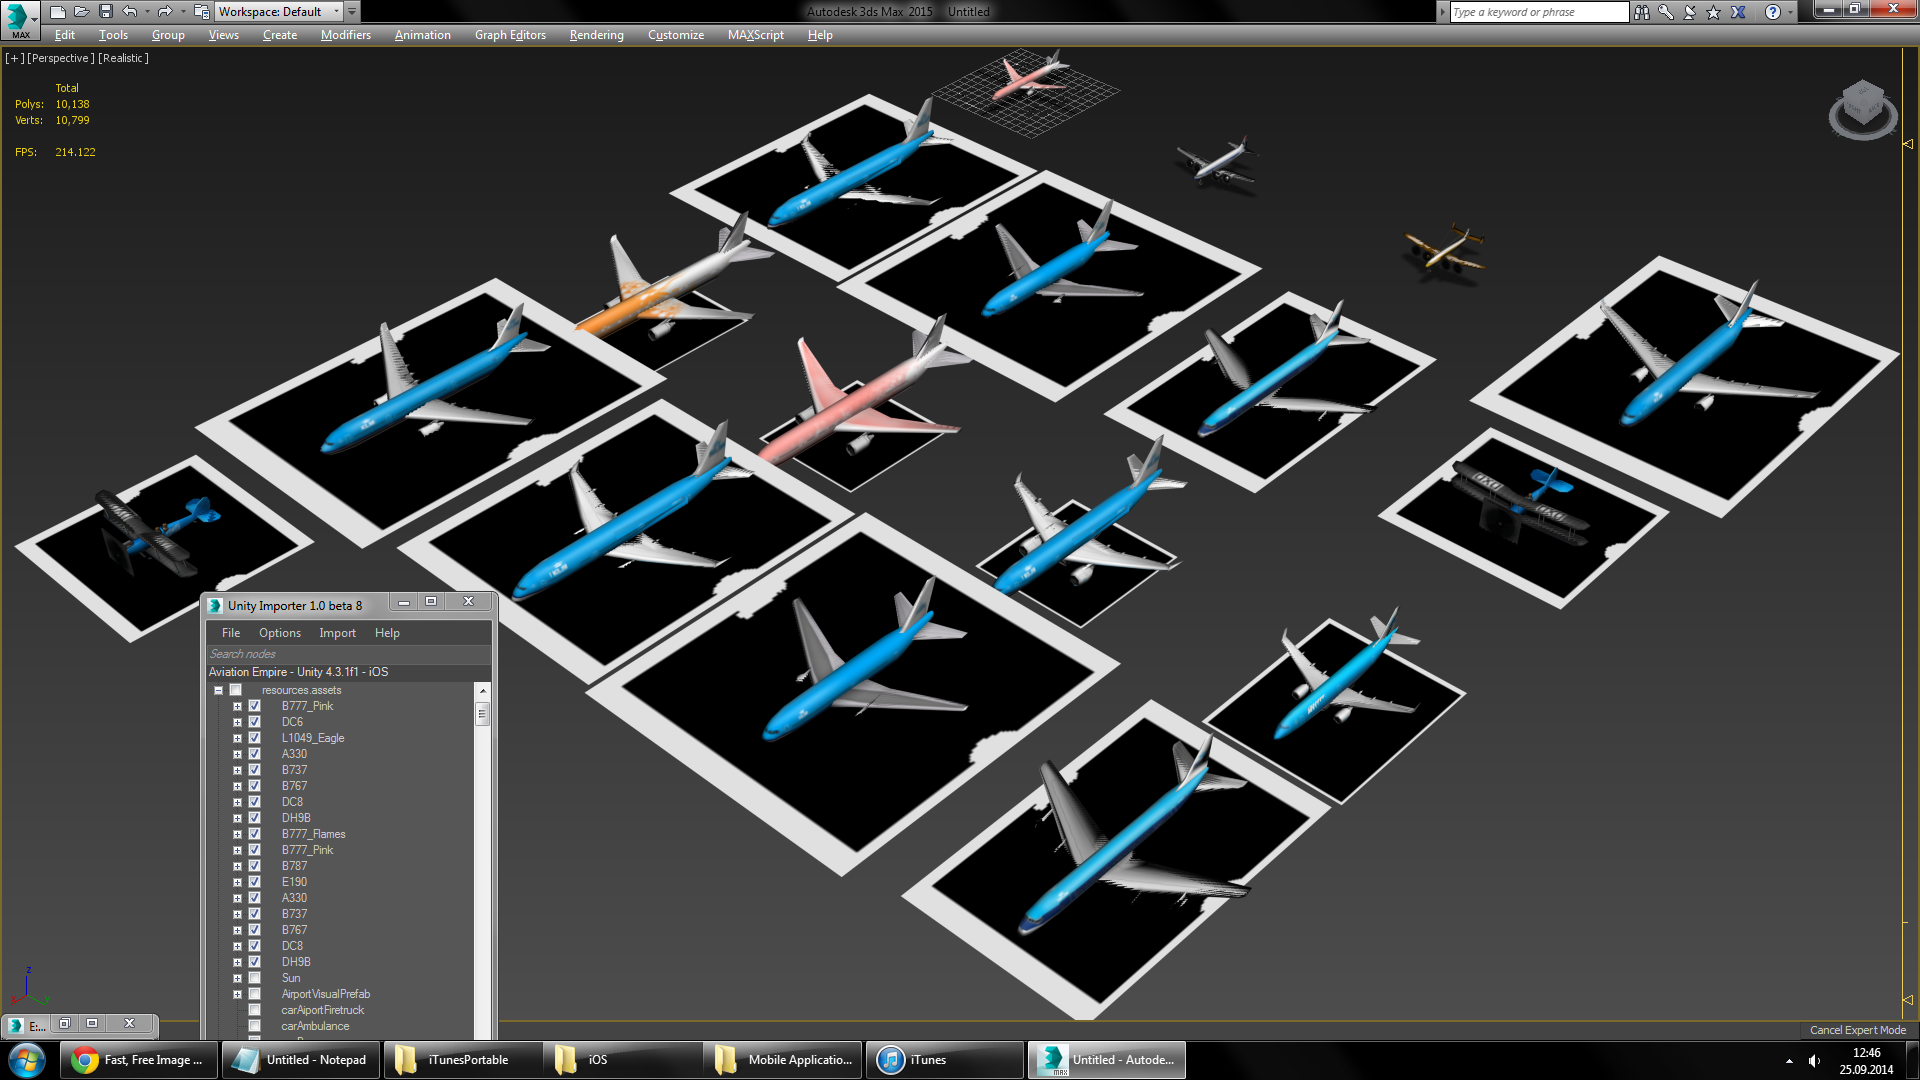 Workspace: Default
Autodesk 3ds Max 2015    Untitled
Type a keyword or phrase
MAX
Edit Tools Group Views Create Modifiers Animation Graph Editors Rendering Customize MAXScript Help
[+] [Perspective ] [Realistic ]
Total
Polys: 10,138
Verts: 10,799
FPS: 214.122
Unity Importer 1.0 beta 8
File Options Import Help
Search nodes
Aviation Empire - Unity 4.3.1f1 - iOS
resources.assets
B777_Pink
DC6
L1049_Eagle
A330
B737
B767
DC8
DH9B
B777_Flames
B777_Pink
B787
E190
A330
B737
B767
DC8
DH9B
Sun
AirportVisualPrefab
carAiportFiretruck
carAmbulance
z
x
y
E:...
Cancel Expert Mode
Fast, Free Image ...
Untitled - Notepad
iTunesPortable
iOS
Mobile Applicatio...
iTunes
MAX
Untitled - Autode...
12:46
25.09.2014